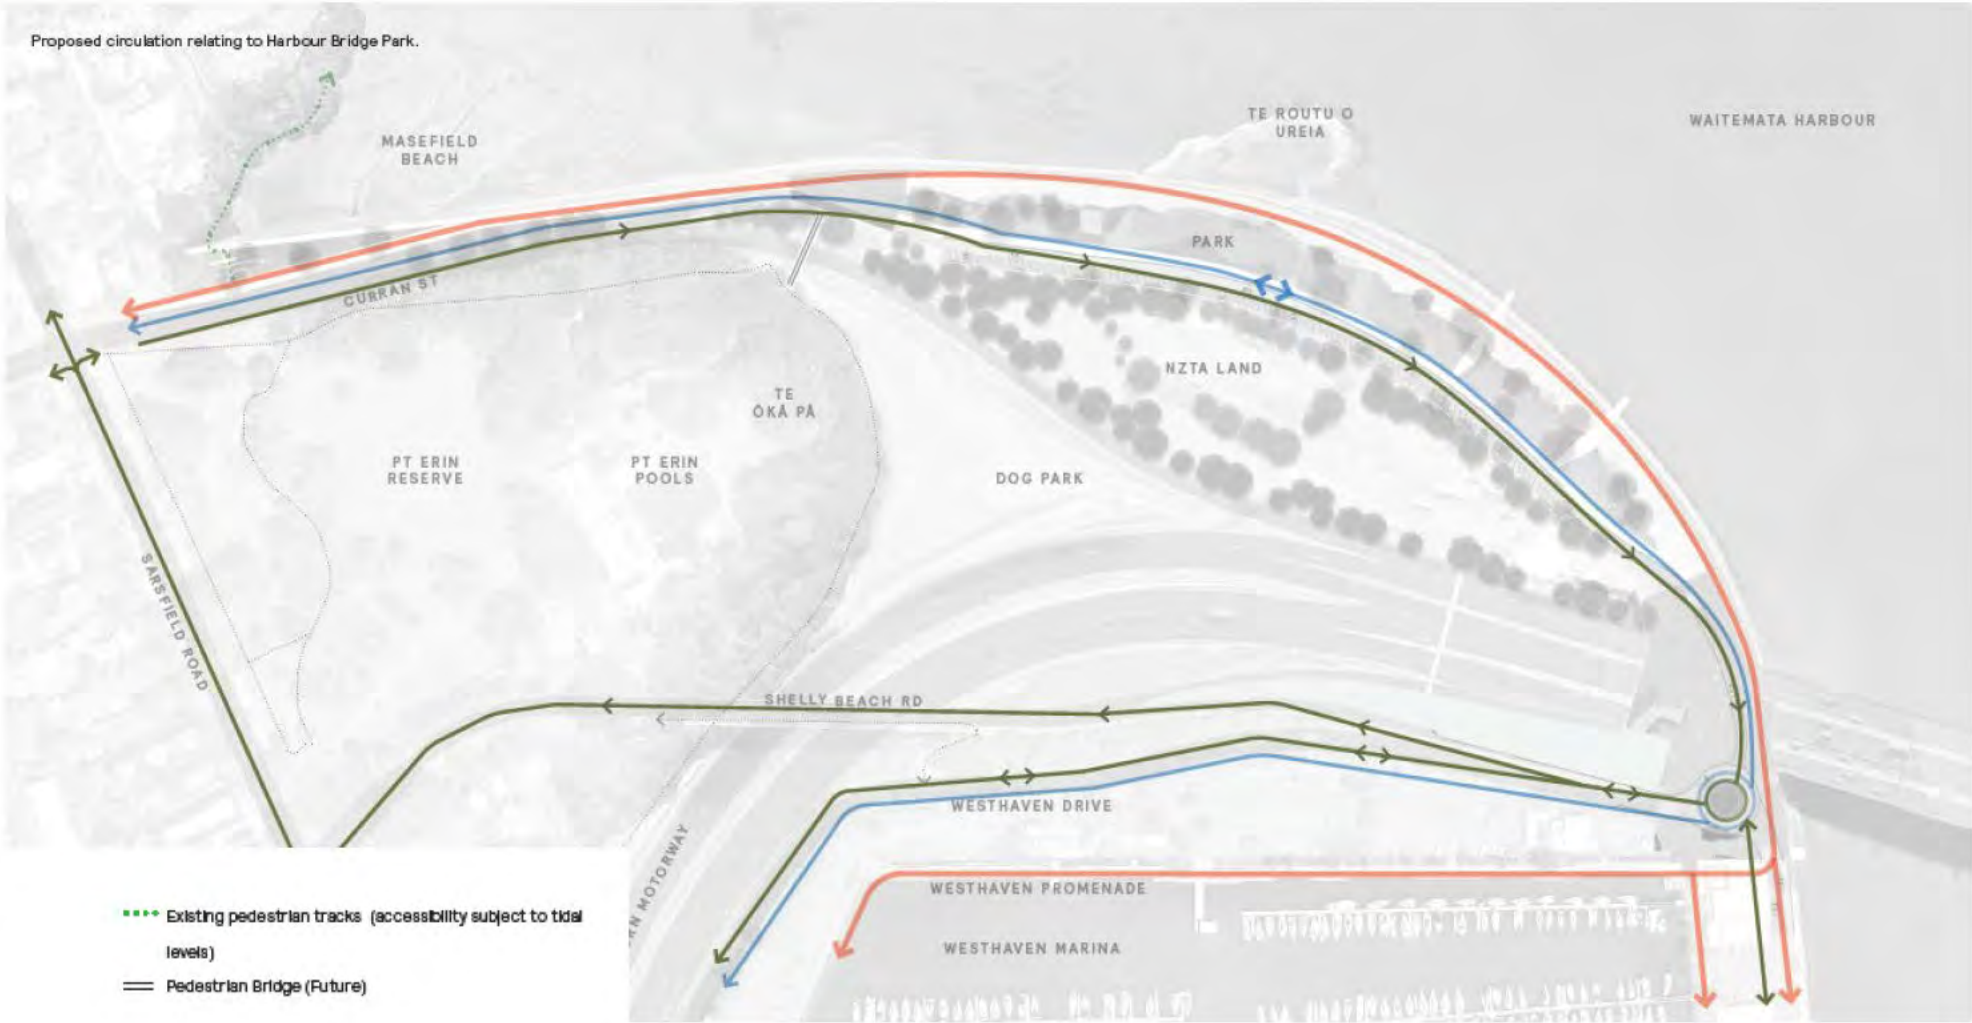 Proposed circulation relating to Harbour Bridge Park.
MASEFIELD
BEACH
TE ROUTU O
UREIA
WAITEMATA HARBOUR
PARK
CURRAN ST
NZTA LAND
TE
ŌKĀ PĀ
PT ERIN
RESERVE
PT ERIN
POOLS
DOG PARK
SARSFIELD ROAD
SHELLY BEACH RD
WESTHAVEN DRIVE
RN MOTORWAY
WESTHAVEN PROMENADE
WESTHAVEN MARINA
Existing pedestrian tracks (accessibility subject to tidal
levels)
Pedestrian Bridge (Future)